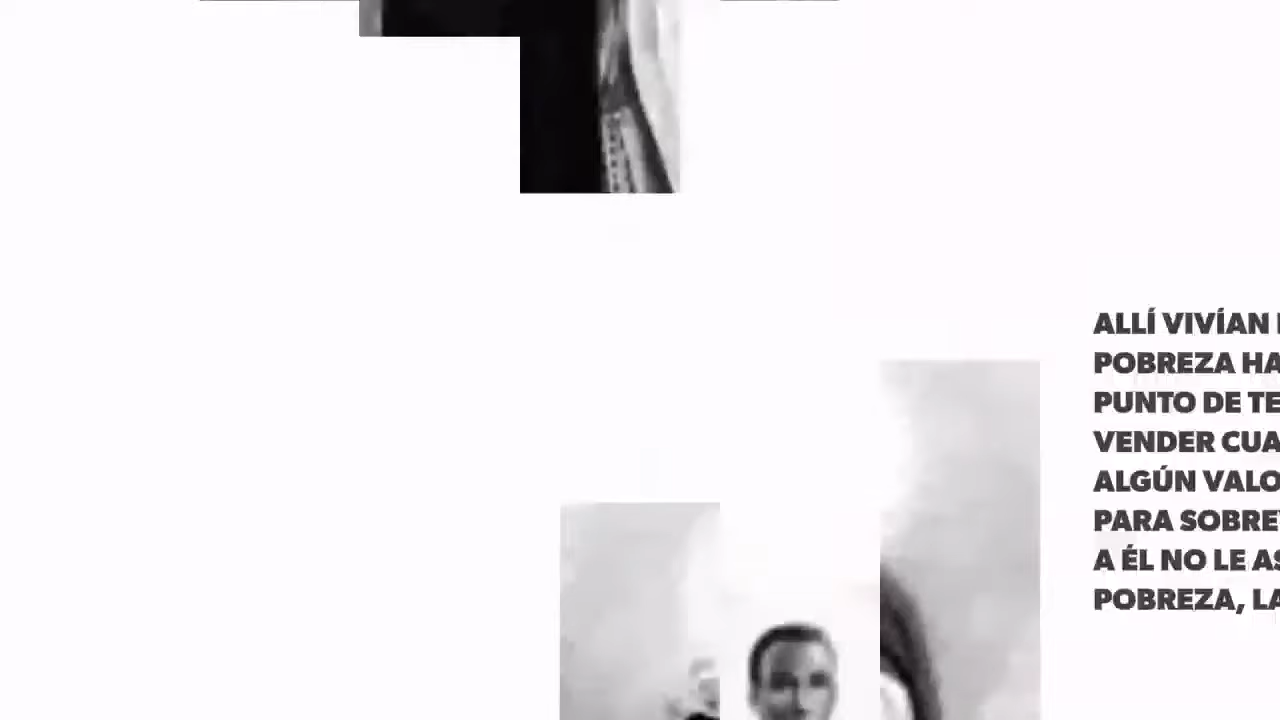 ALLÍ VIVÍAN
POBREZA HA
PUNTO DE TE
VENDER CUA
ALGÚN VALO
PARA SOBRE
A ÉL NO LE AS
POBREZA, LA